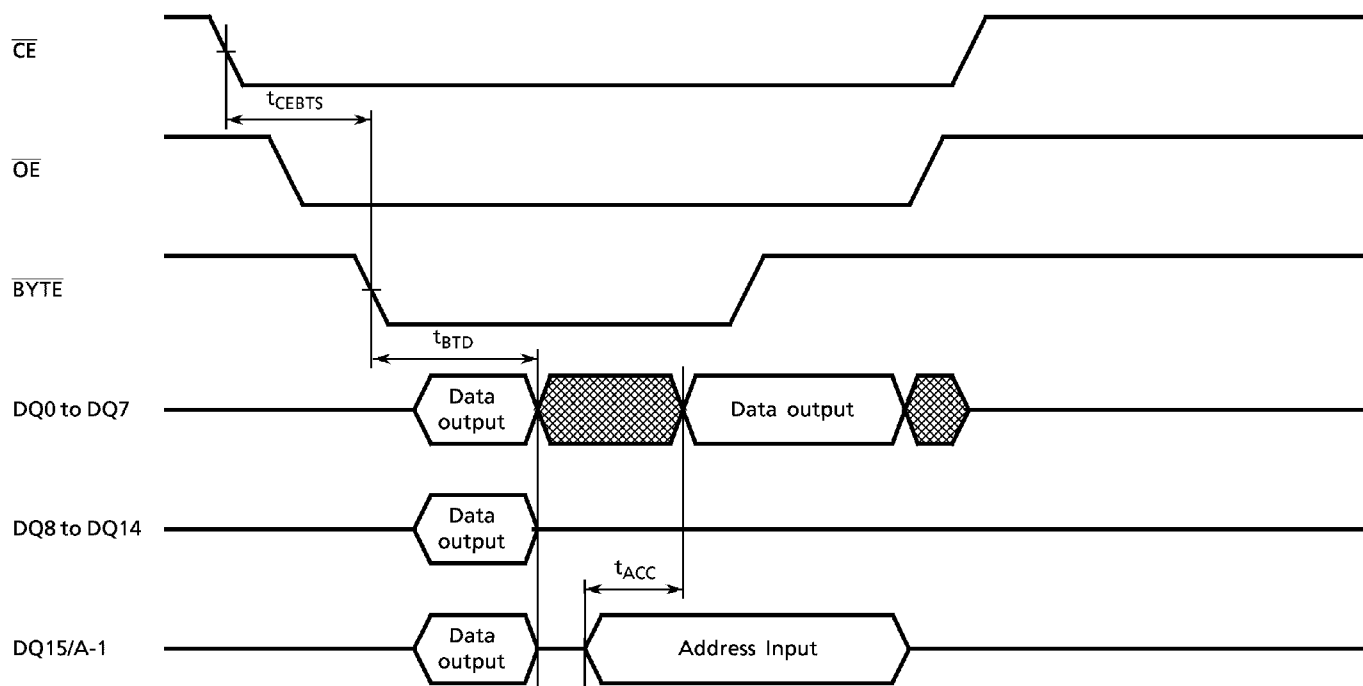 CE
tCEBTS
OE
BYTE
tBTD
DQ0 to DQ7
Data
output
Data output
DQ8 to DQ14
Data
output
tACC
DQ15/A-1
Data
output
Address Input